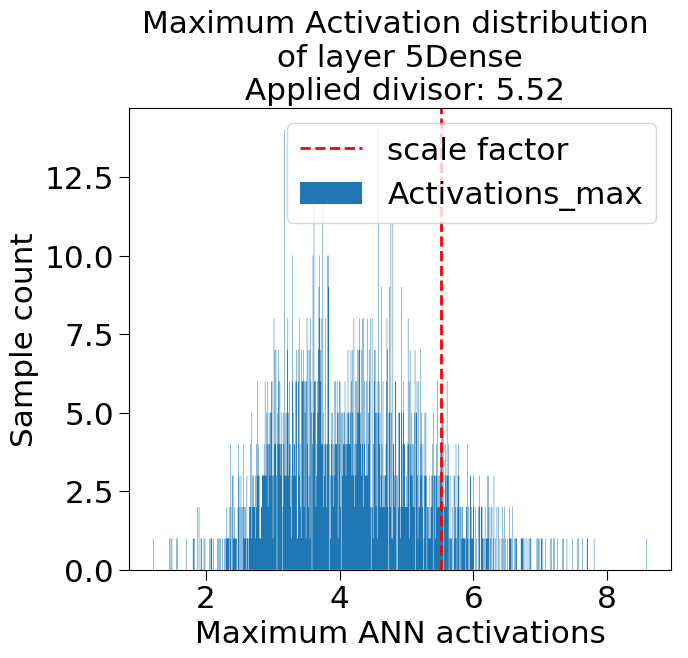 Maximum Activation distribution
of layer 5Dense
Applied divisor: 5.52
scale factor
Activations_max
12.5
10.0
7.5
5.0
2.5
0.0
Sample count
2 4 6 8
Maximum ANN activations